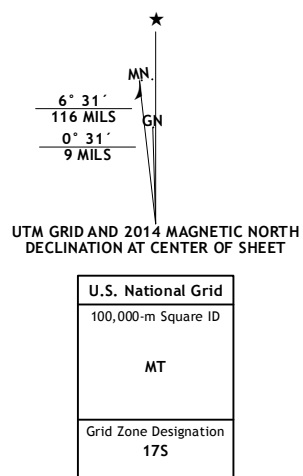 ★
MN.
6° 31´
116 MILS
GN
0° 31´
9 MILS
UTM GRID AND 2014 MAGNETIC NORTH
DECLINATION AT CENTER OF SHEET
U.S. National Grid
100,000-m Square ID
MT
Grid Zone Designation
17S